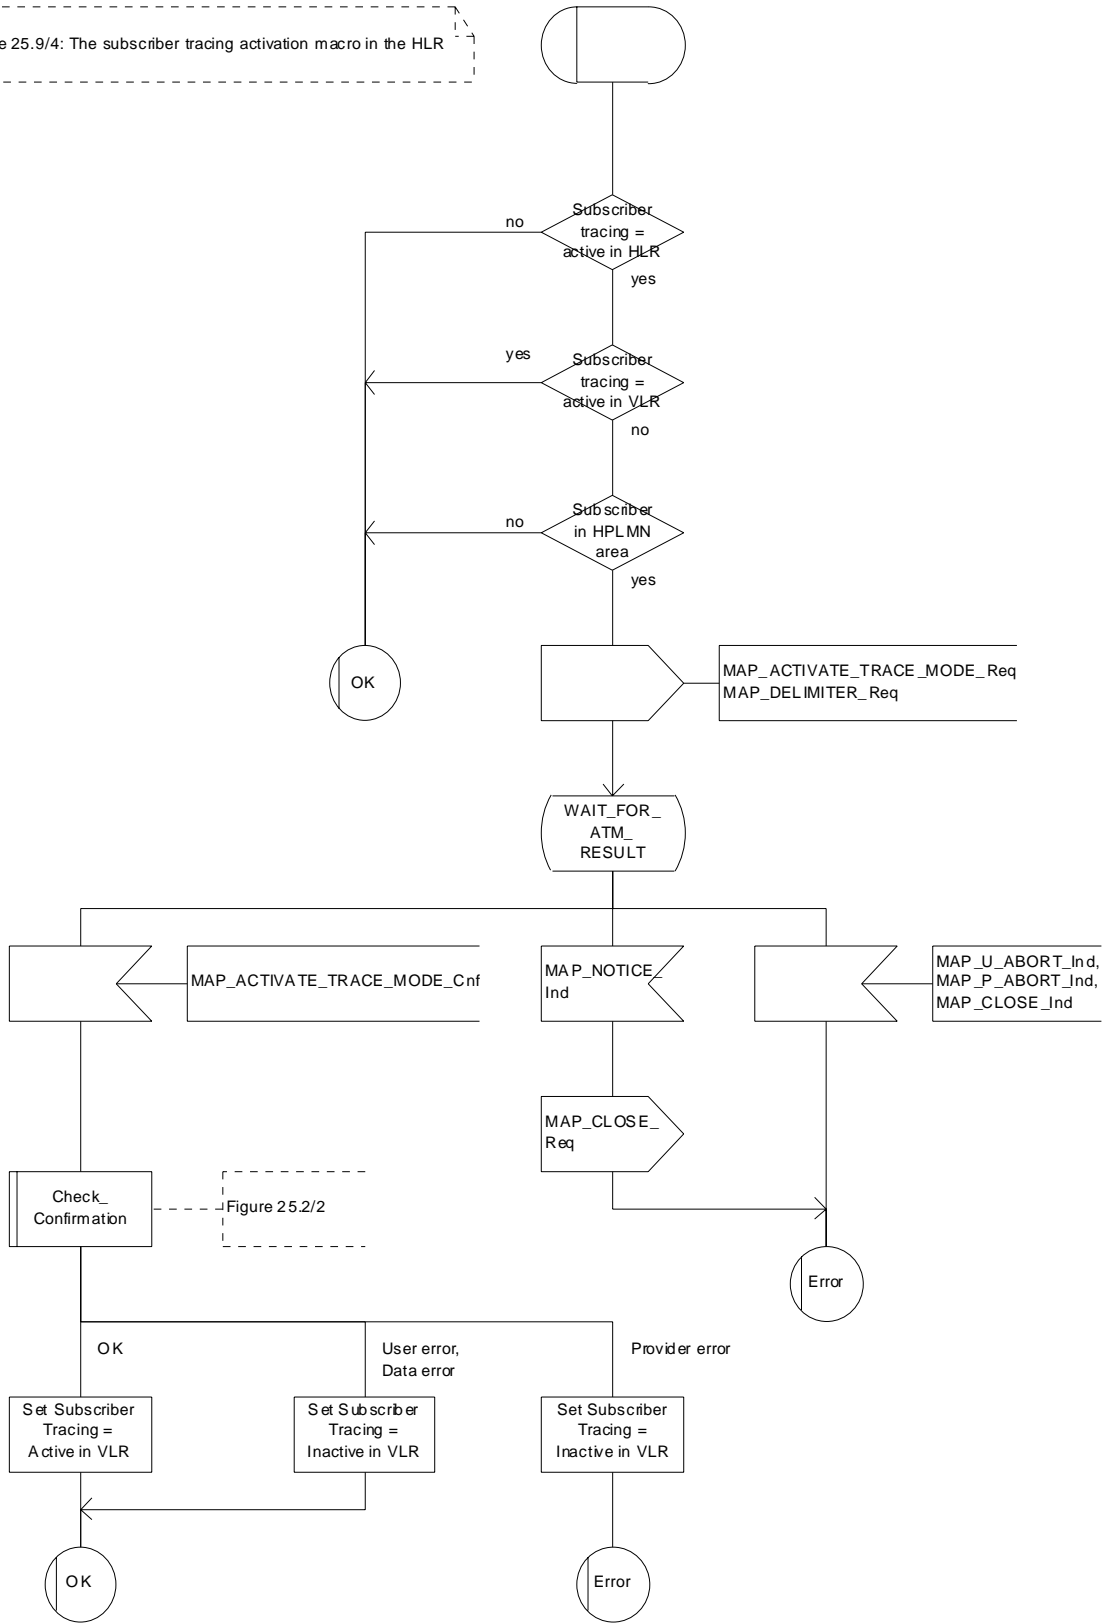 e 25.9/4: The subscriber tracing activation macro in the HLR
Subscriber
tracing =
active in HLR
no
yes
Subscriber
tracing =
active in VLR
yes
no
Subscriber
in HPLMN
area
no
yes
OK
MAP_ACTIVATE_TRACE_MODE_Req
MAP_DELIMITER_Req
WAIT_FOR_
ATM_
RESULT
MAP_ACTIVATE_TRACE_MODE_Cnf
MAP_NOTICE_
Ind
MAP_U_ABORT_Ind,
MAP_P_ABORT_Ind,
MAP_CLOSE_Ind
MAP_CLOSE_
Req
Check_
Confirmation
Figure 25.2/2
Error
OK
User error,
Data error
Provider error
Set Subscriber
Tracing =
Active in VLR
Set Subscriber
Tracing =
Inactive in VLR
Set Subscriber
Tracing =
Inactive in VLR
OK
Error